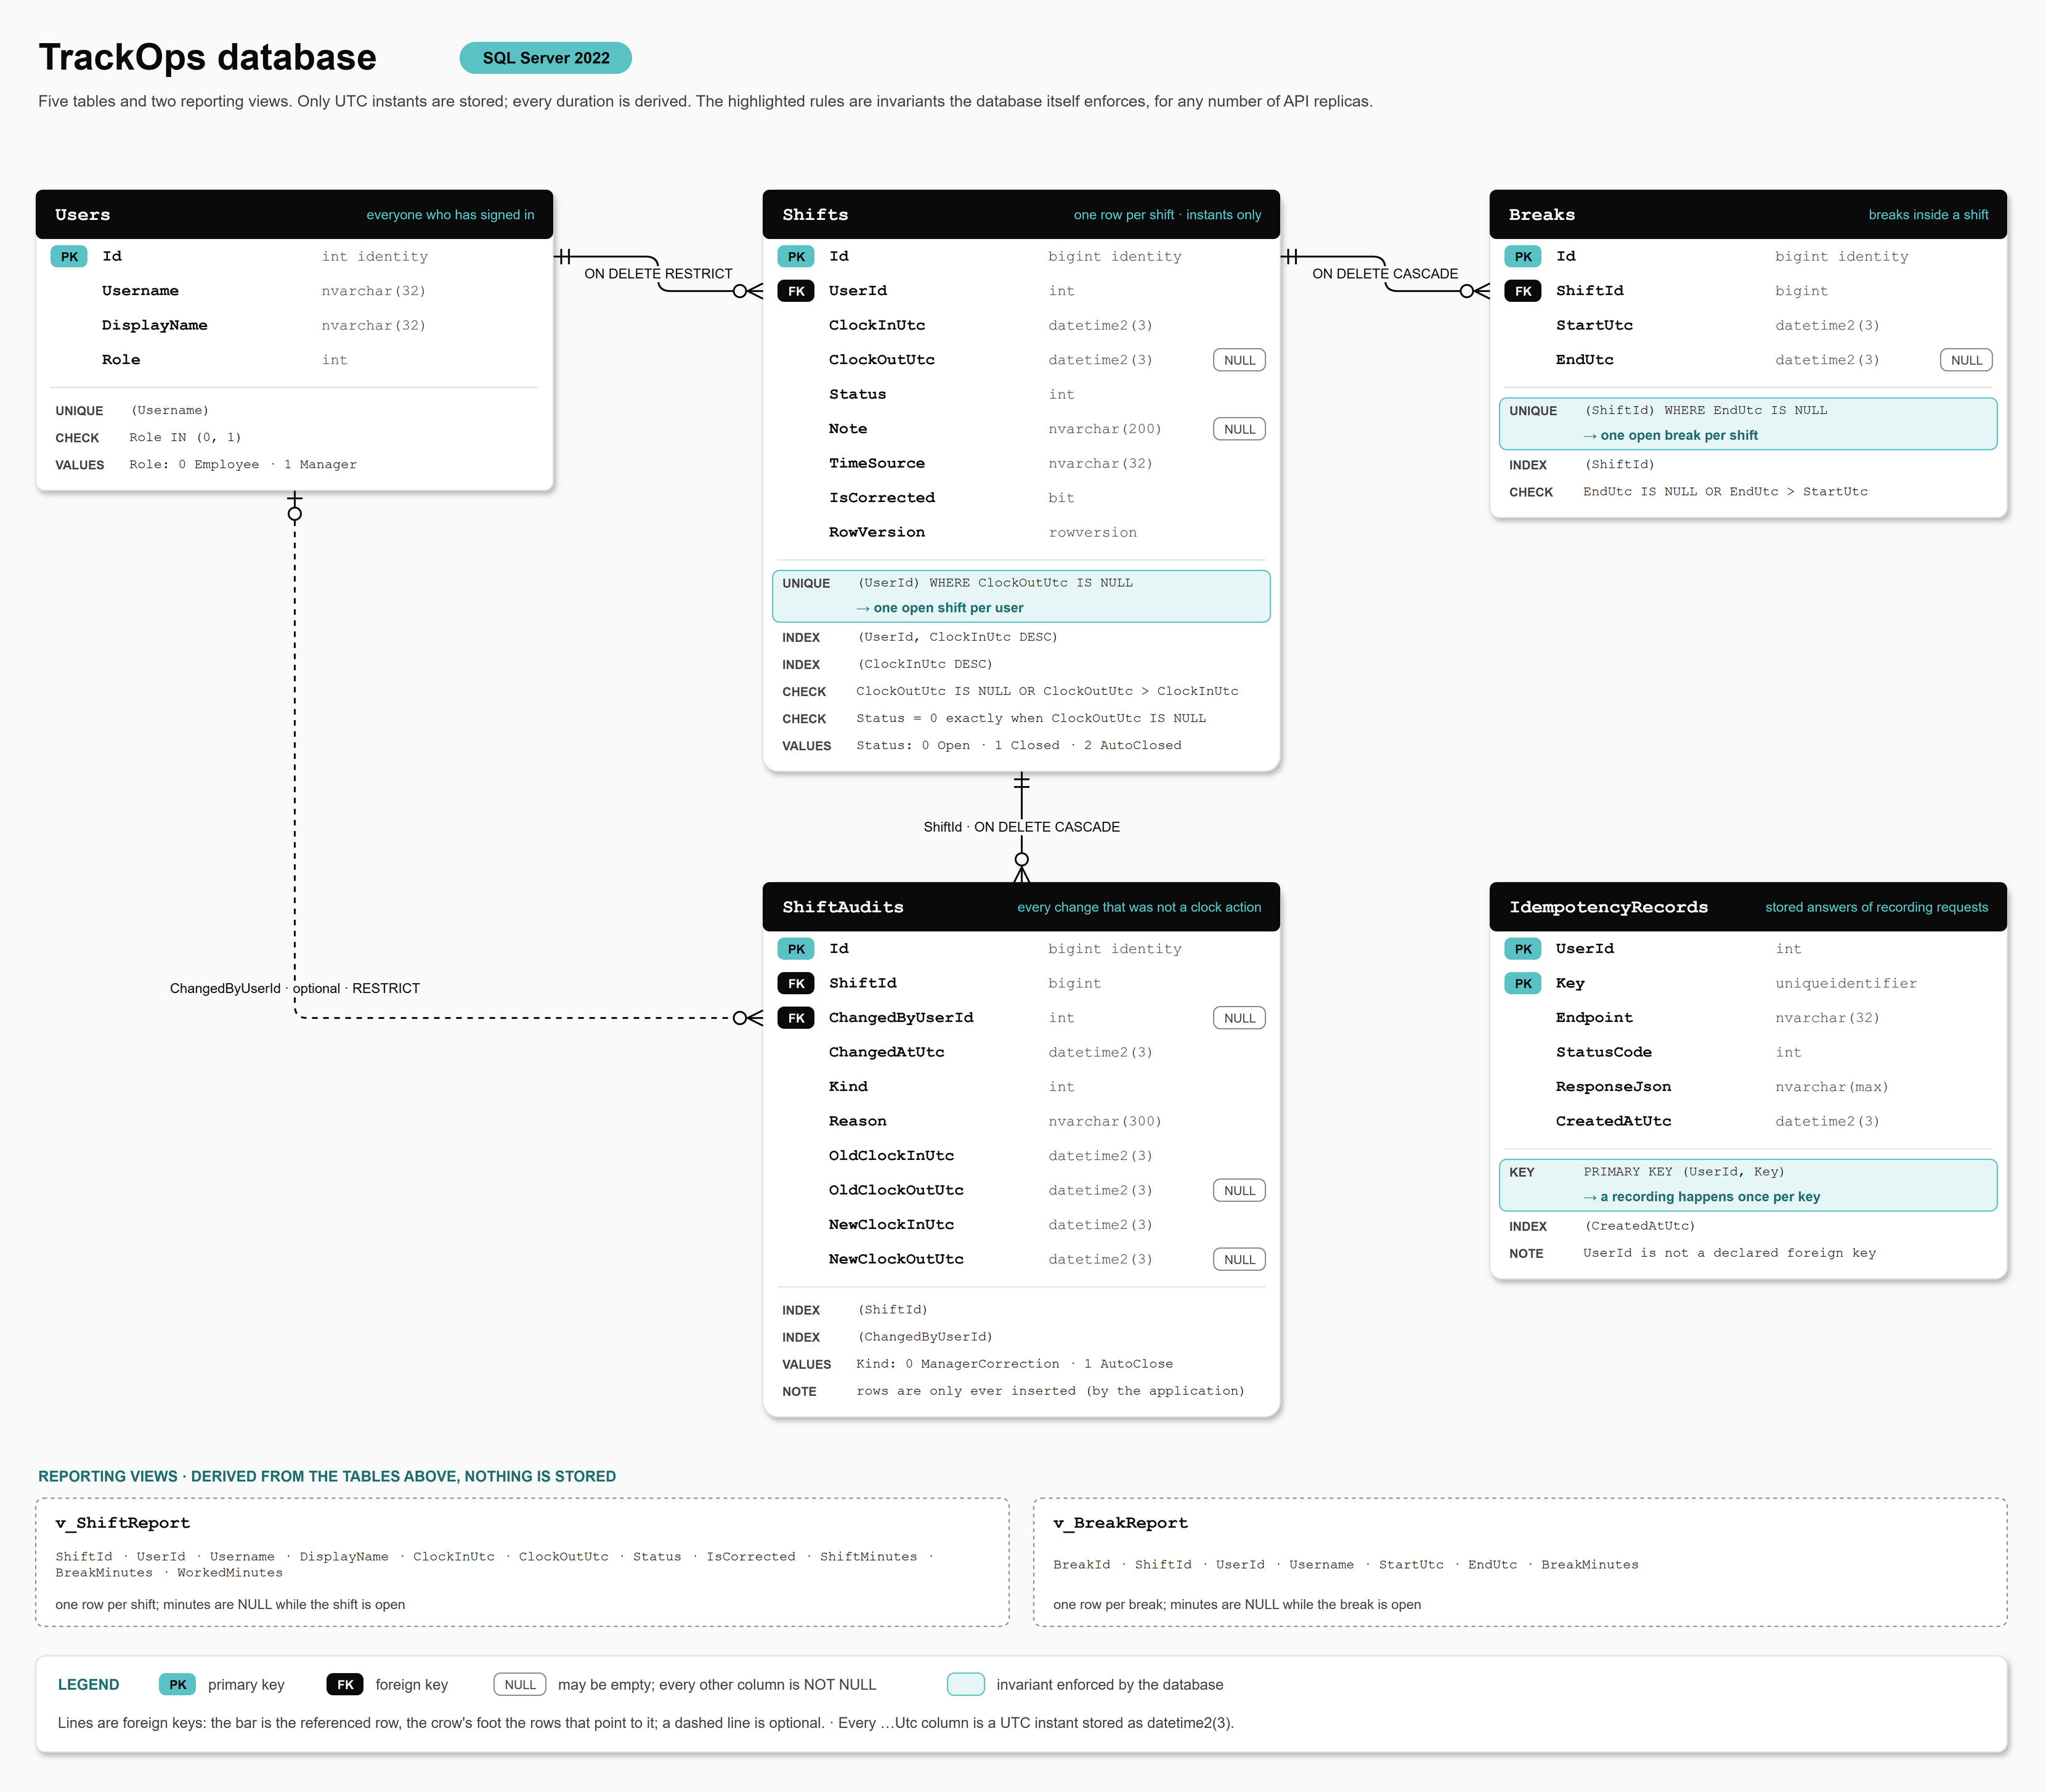 TrackOps database
SQL Server 2022
Five tables and two reporting views. Only UTC instants are stored; every duration is derived. The highlighted rules are invariants the database itself enforces, for any number of API replicas.
Users everyone who has signed in
PK Id int identity
Username nvarchar(32)
DisplayName nvarchar(32)
Role int
UNIQUE (Username)
CHECK Role IN (0, 1)
VALUES Role: 0 Employee · 1 Manager
ON DELETE RESTRICT
Shifts one row per shift · instants only
PK Id bigint identity
FK UserId int
ClockInUtc datetime2(3)
ClockOutUtc datetime2(3) NULL
Status int
Note nvarchar(200) NULL
TimeSource nvarchar(32)
IsCorrected bit
RowVersion rowversion
UNIQUE (UserId) WHERE ClockOutUtc IS NULL
→ one open shift per user
INDEX (UserId, ClockInUtc DESC)
INDEX (ClockInUtc DESC)
CHECK ClockOutUtc IS NULL OR ClockOutUtc > ClockInUtc
CHECK Status = 0 exactly when ClockOutUtc IS NULL
VALUES Status: 0 Open · 1 Closed · 2 AutoClosed
ON DELETE CASCADE
Breaks breaks inside a shift
PK Id bigint identity
FK ShiftId bigint
StartUtc datetime2(3)
EndUtc datetime2(3) NULL
UNIQUE (ShiftId) WHERE EndUtc IS NULL
→ one open break per shift
INDEX (ShiftId)
CHECK EndUtc IS NULL OR EndUtc > StartUtc
ShiftId · ON DELETE CASCADE
ChangedByUserId · optional · RESTRICT
ShiftAudits every change that was not a clock action
PK Id bigint identity
FK ShiftId bigint
FK ChangedByUserId int NULL
ChangedAtUtc datetime2(3)
Kind int
Reason nvarchar(300)
OldClockInUtc datetime2(3)
OldClockOutUtc datetime2(3) NULL
NewClockInUtc datetime2(3)
NewClockOutUtc datetime2(3) NULL
INDEX (ShiftId)
INDEX (ChangedByUserId)
VALUES Kind: 0 ManagerCorrection · 1 AutoClose
NOTE rows are only ever inserted (by the application)
IdempotencyRecords stored answers of recording requests
PK UserId int
PK Key uniqueidentifier
Endpoint nvarchar(32)
StatusCode int
ResponseJson nvarchar(max)
CreatedAtUtc datetime2(3)
KEY PRIMARY KEY (UserId, Key)
→ a recording happens once per key
INDEX (CreatedAtUtc)
NOTE UserId is not a declared foreign key
REPORTING VIEWS · DERIVED FROM THE TABLES ABOVE, NOTHING IS STORED
v_ShiftReport
ShiftId · UserId · Username · DisplayName · ClockInUtc · ClockOutUtc · Status · IsCorrected · ShiftMinutes ·
BreakMinutes · WorkedMinutes
one row per shift; minutes are NULL while the shift is open
v_BreakReport
BreakId · ShiftId · UserId · Username · StartUtc · EndUtc · BreakMinutes
one row per break; minutes are NULL while the break is open
LEGEND PK primary key FK foreign key NULL may be empty; every other column is NOT NULL invariant enforced by the database
Lines are foreign keys: the bar is the referenced row, the crow's foot the rows that point to it; a dashed line is optional. · Every …Utc column is a UTC instant stored as datetime2(3).